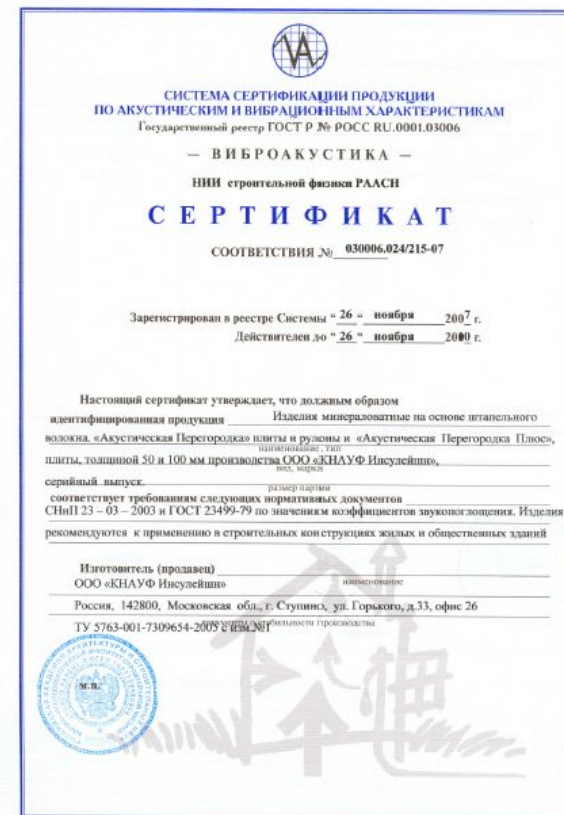 СИСТЕМА СЕРТИФИКАЦИИ ПРОДУКЦИИ
ПО АКУСТИЧЕСКИМ И ВИБРАЦИОННЫМ ХАРАКТЕРИСТИКАМ
Государственный реестр ГОСТ Р № РОСС RU.0001.03006
— ВИБРОАКУСТИКА —
НИИ строительной физики РААСН
СЕРТИФИКАТ
СООТВЕТСТВИЯ № 030006.024/215-07
Зарегистрирован в реестре Системы " 26 " ноября 2007 г.
Действителен до " 26 " ноября г.
Настоящий сертификат утверждает, что должным образом
идентифицированная продукция Изделия минераловатные на основе штапельного
волокна. «Акустическая Перегородка» плиты и рулоны и «Акустическая Перегородка Плюс»,
наименование, тип
плиты, толщиной 50 и 100 мм производства ООО «КНАУФ Инсулейшн»,
вид, марка
серийный выпуск.
размер партии
соответствует требованиям следующих нормативных документов
СНиП 23 – 03 – 2003 и ГОСТ 23499-79 по значениям коэффициентов звукопоглощения. Изделия
рекомендуются к применению в строительных конструкциях жилых и общественных зданий
Изготовитель (продавец)
ООО «КНАУФ Инсулейшн»
наименование
Россия, 142800, Московская обл., г. Ступино, ул. Горького, д.33, офис 26
ТУ 5763-001-7309654-2005 с изм.№1
стабильности производства
м.п.